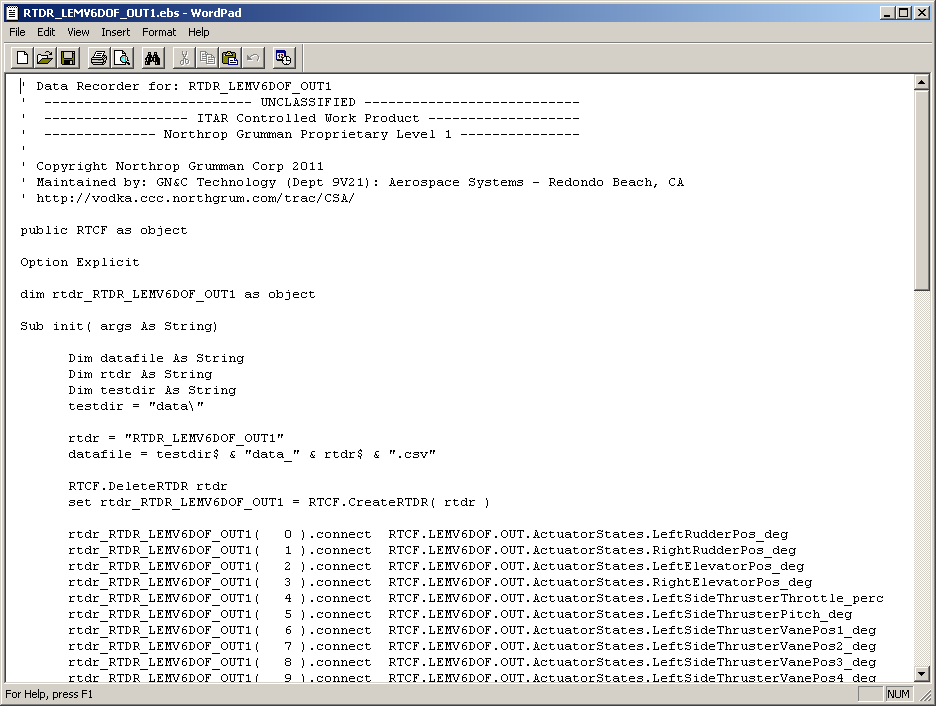 RTDR_LEMV6DOF_OUT1.ebs - WordPad
File Edit View Insert Format Help
' Data Recorder for: RTDR_LEMV6DOF_OUT1
' -------------------------- UNCLASSIFIED ---------------------------
' ------------------ ITAR Controlled Work Product -------------------
' -------------- Northrop Grumman Proprietary Level 1 ---------------
'
' Copyright Northrop Grumman Corp 2011
' Maintained by: GN&C Technology (Dept 9V21): Aerospace Systems - Redondo Beach, CA
' http://vodka.ccc.northgrum.com/trac/CSA/
public RTCF as object
Option Explicit
dim rtdr_RTDR_LEMV6DOF_OUT1 as object
Sub init( args As String)
Dim datafile As String
Dim rtdr As String
Dim testdir As String
testdir = "data\"
rtdr = "RTDR_LEMV6DOF_OUT1"
datafile = testdir$ & "data_" & rtdr$ & ".csv"
RTCF.DeleteRTDR rtdr
set rtdr_RTDR_LEMV6DOF_OUT1 = RTCF.CreateRTDR( rtdr )
rtdr_RTDR_LEMV6DOF_OUT1( 0 ).connect RTCF.LEMV6DOF.OUT.ActuatorStates.LeftRudderPos_deg
rtdr_RTDR_LEMV6DOF_OUT1( 1 ).connect RTCF.LEMV6DOF.OUT.ActuatorStates.RightRudderPos_deg
rtdr_RTDR_LEMV6DOF_OUT1( 2 ).connect RTCF.LEMV6DOF.OUT.ActuatorStates.LeftElevatorPos_deg
rtdr_RTDR_LEMV6DOF_OUT1( 3 ).connect RTCF.LEMV6DOF.OUT.ActuatorStates.RightElevatorPos_deg
rtdr_RTDR_LEMV6DOF_OUT1( 4 ).connect RTCF.LEMV6DOF.OUT.ActuatorStates.LeftSideThrusterThrottle_perc
rtdr_RTDR_LEMV6DOF_OUT1( 5 ).connect RTCF.LEMV6DOF.OUT.ActuatorStates.LeftSideThrusterPitch_deg
rtdr_RTDR_LEMV6DOF_OUT1( 6 ).connect RTCF.LEMV6DOF.OUT.ActuatorStates.LeftSideThrusterVanePos1_deg
rtdr_RTDR_LEMV6DOF_OUT1( 7 ).connect RTCF.LEMV6DOF.OUT.ActuatorStates.LeftSideThrusterVanePos2_deg
rtdr_RTDR_LEMV6DOF_OUT1( 8 ).connect RTCF.LEMV6DOF.OUT.ActuatorStates.LeftSideThrusterVanePos3_deg
rtdr_RTDR_LEMV6DOF_OUT1( 9 ).connect RTCF.LEMV6DOF.OUT.ActuatorStates.LeftSideThrusterVanePos4_deg
For Help, press F1
NUM